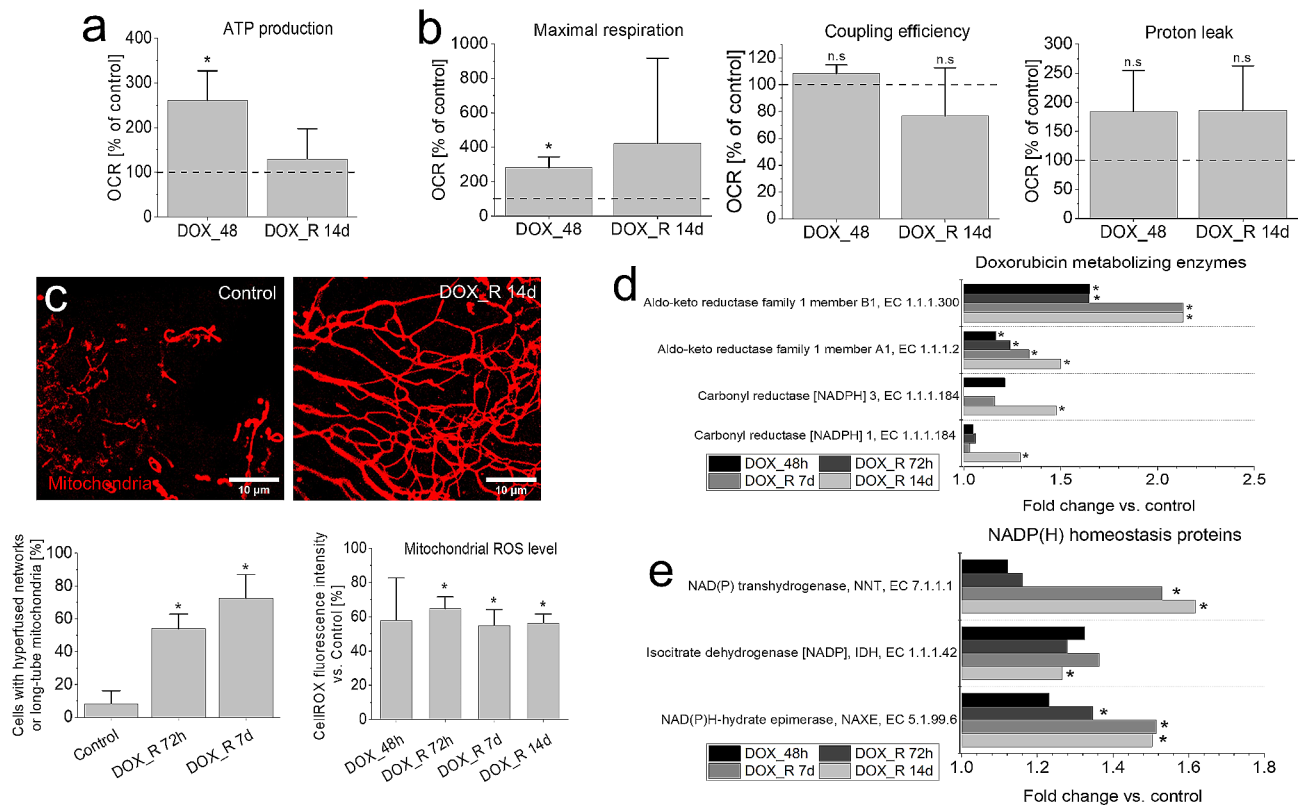 a
ATP production
OCR [% of control]
400
300
200
100
0
*
DOX_48
DOX_R 14d
b
Maximal respiration
OCR [% of control]
1000
800
600
400
200
0
*
DOX_48
DOX_R 14d
Coupling efficiency
OCR [% of control]
120
100
80
60
40
20
0
n.s
n.s
DOX_48
DOX_R 14d
Proton leak
OCR [% of control]
300
250
200
150
100
50
0
n.s
n.s
DOX_48
DOX_R 14d
c
Control
Mitochondria
10 µm
DOX_R 14d
10 µm
Cells with hyperfused networks
or long-tube mitochondria [%]
100
80
60
40
20
0
*
*
Control
DOX_R 72h
DOX_R 7d
Mitochondrial ROS level
CellROX fluorescence intensity
vs. Control [%]
100
80
60
40
20
0
*
*
*
DOX_48h
DOX_R 72h
DOX_R 7d
DOX_R 14d
d
Doxorubicin metabolizing enzymes
Aldo-keto reductase family 1 member B1, EC 1.1.1.300
*
*
*
*
Aldo-keto reductase family 1 member A1, EC 1.1.1.2
*
*
*
*
Carbonyl reductase [NADPH] 3, EC 1.1.1.184
*
Carbonyl reductase [NADPH] 1, EC 1.1.1.184
*
DOX_48h
DOX_R 72h
DOX_R 7d
DOX_R 14d
1.0
1.5
2.0
2.5
Fold change vs. control
e
NADP(H) homeostasis proteins
NAD(P) transhydrogenase, NNT, EC 7.1.1.1
*
*
Isocitrate dehydrogenase [NADP], IDH, EC 1.1.1.42
*
NAD(P)H-hydrate epimerase, NAXE, EC 5.1.99.6
*
*
*
DOX_48h
DOX_R 72h
DOX_R 7d
DOX_R 14d
1.0
1.2
1.4
1.6
1.8
Fold change vs. control